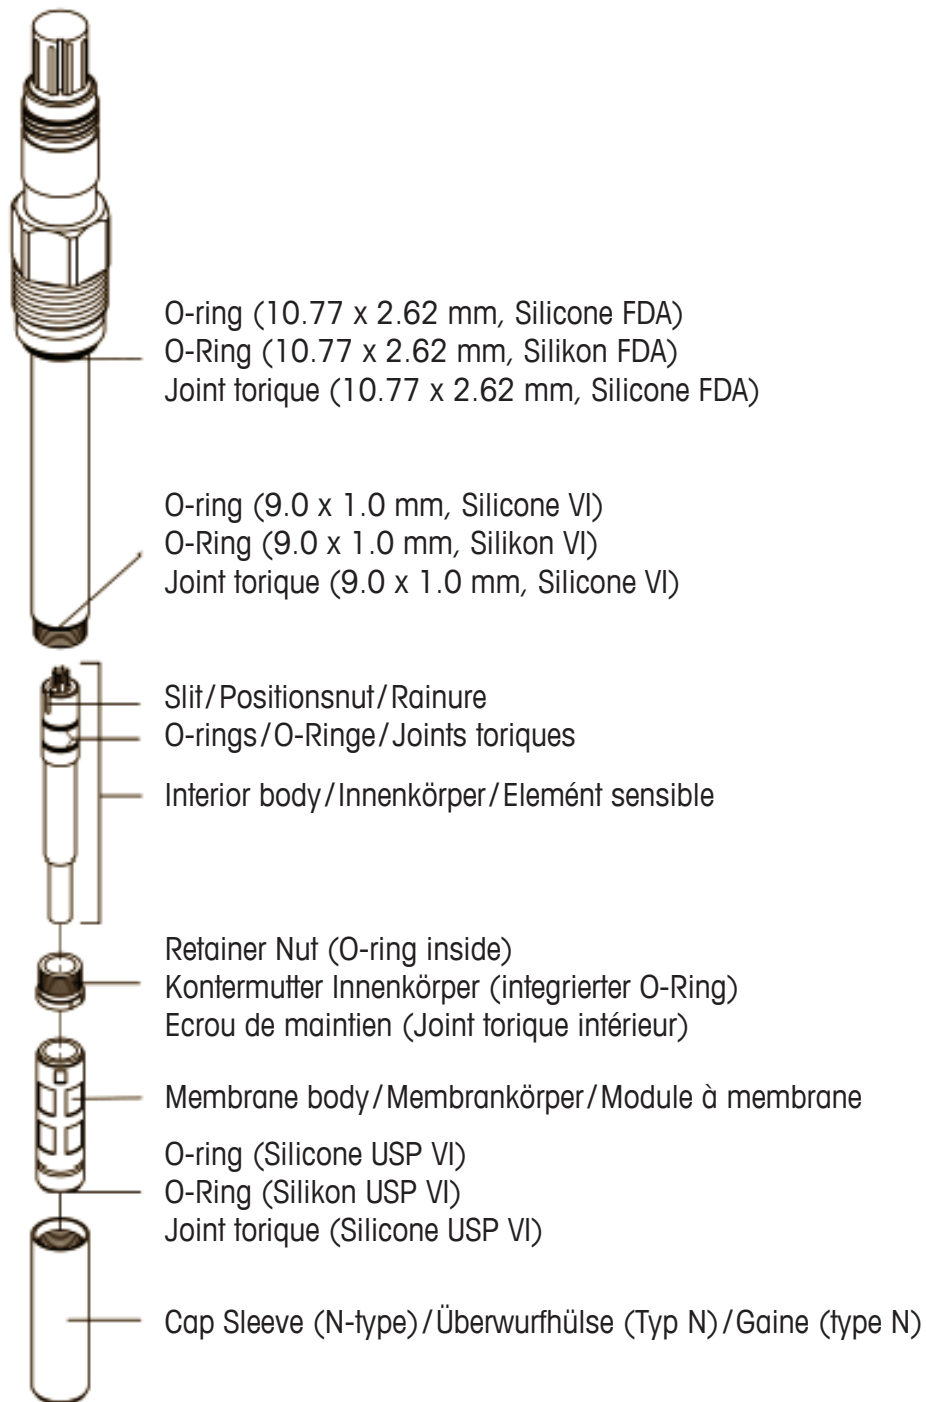 O-ring (10.77 x 2.62 mm, Silicone FDA)
O-Ring (10.77 x 2.62 mm, Silikon FDA)
Joint torique (10.77 x 2.62 mm, Silicone FDA)
O-ring (9.0 x 1.0 mm, Silicone VI)
O-Ring (9.0 x 1.0 mm, Silikon VI)
Joint torique (9.0 x 1.0 mm, Silicone VI)
Slit/Positionsnut/Rainure
O-rings/O-Ringe/Joints toriques
Interior body/Innenkörper/Elemént sensible
Retainer Nut (O-ring inside)
Kontermutter Innenkörper (integrierter O-Ring)
Ecrou de maintien (Joint torique intérieur)
Membrane body/Membrankörper/Module à membrane
O-ring (Silicone USP VI)
O-Ring (Silikon USP VI)
Joint torique (Silicone USP VI)
Cap Sleeve (N-type)/Überwurfhülse (Typ N)/Gaine (type N)